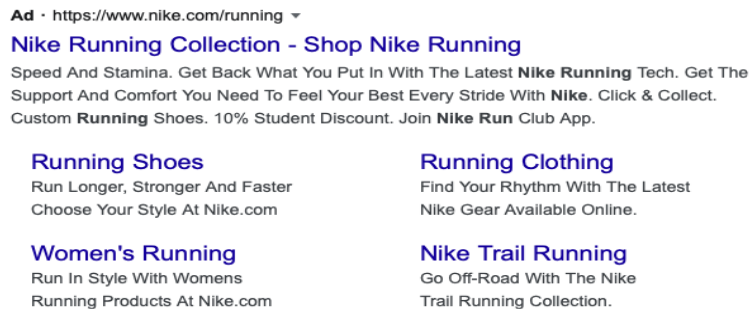 Ad · https://www.nike.com/running
Nike Running Collection - Shop Nike Running
Speed And Stamina. Get Back What You Put In With The Latest Nike Running Tech. Get The
Support And Comfort You Need To Feel Your Best Every Stride With Nike. Click & Collect.
Custom Running Shoes. 10% Student Discount. Join Nike Run Club App.
Running Shoes
Run Longer, Stronger And Faster
Choose Your Style At Nike.com
Running Clothing
Find Your Rhythm With The Latest
Nike Gear Available Online.
Women's Running
Run In Style With Womens
Running Products At Nike.com
Nike Trail Running
Go Off-Road With The Nike
Trail Running Collection.